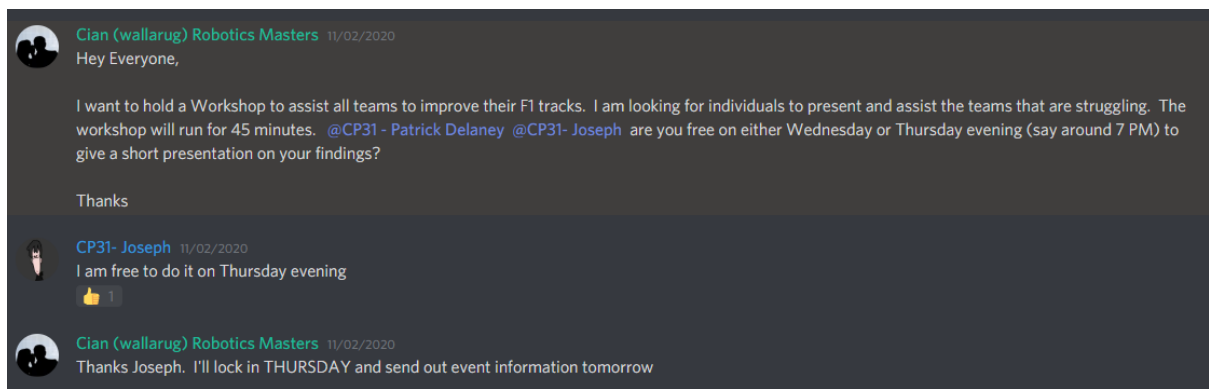 Cian (wallarug) Robotics Masters 11/02/2020
Hey Everyone,
I want to hold a Workshop to assist all teams to improve their F1 tracks.  I am looking for individuals to present and assist the teams that are struggling.  The
workshop will run for 45 minutes.  @CP31 - Patrick Delaney @CP31- Joseph are you free on either Wednesday or Thursday evening (say around 7 PM) to
give a short presentation on your findings?
Thanks
CP31- Joseph 11/02/2020
I am free to do it on Thursday evening
👍 1
Cian (wallarug) Robotics Masters 11/02/2020
Thanks Joseph.  I'll lock in THURSDAY and send out event information tomorrow